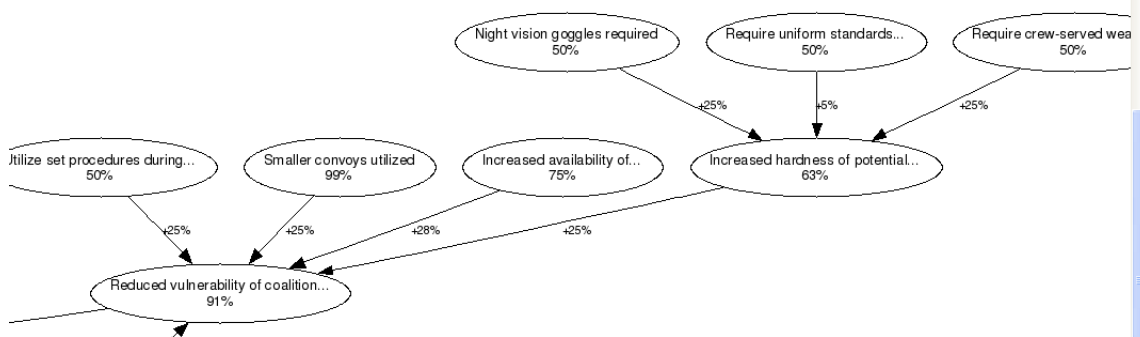 Night vision goggles required
50%
Require uniform standards...
50%
Require crew-served wea
50%
+25%
+5%
+25%
Utilize set procedures during...
50%
Smaller convoys utilized
99%
Increased availability of...
75%
Increased hardness of potential...
63%
+25%
+25%
+28%
+25%
Reduced vulnerability of coalition...
91%